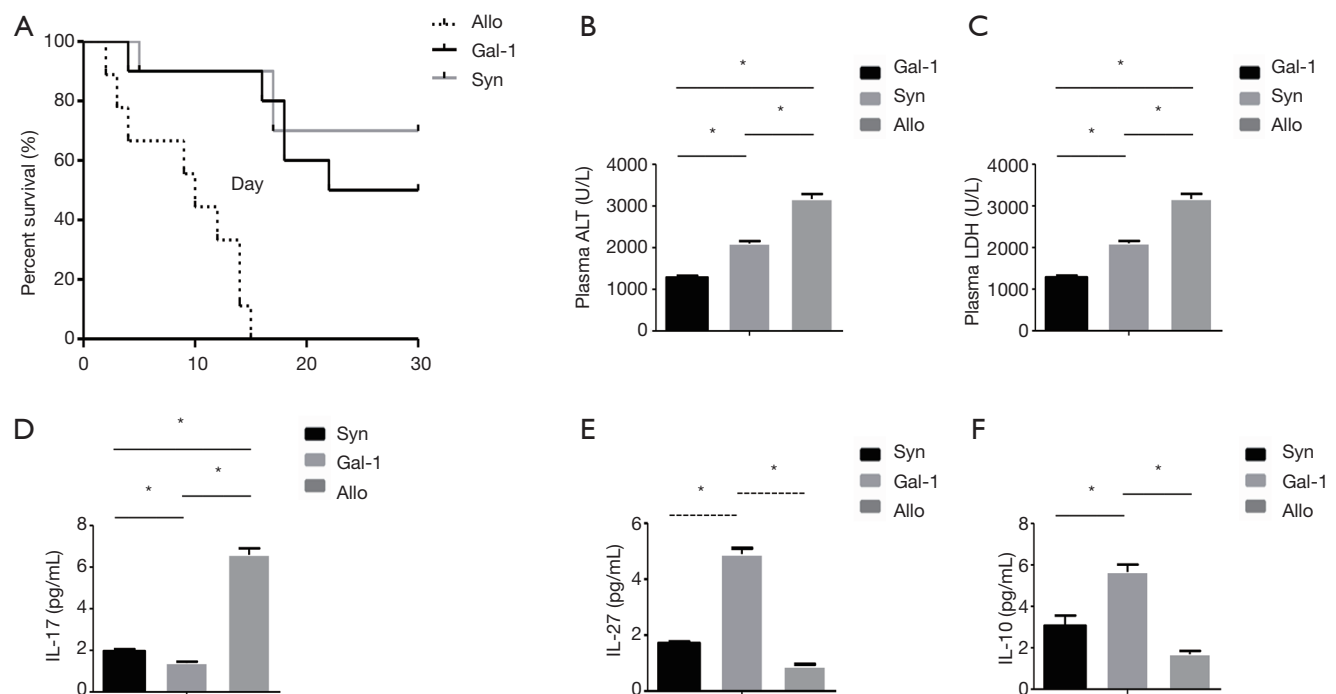 A
Allo
Gal-1
Syn
Percent survival (%)
100
80
60
40
20
0
Day
0 10 20 30
B
Gal-1
Syn
Allo
*
*
*
Plasma ALT (U/L)
4000
3000
2000
1000
0
C
Gal-1
Syn
Allo
*
*
*
Plasma LDH (U/L)
4000
3000
2000
1000
0
D
Syn
Gal-1
Allo
*
*
*
IL-17 (pg/mL)
8
6
4
2
0
E
Syn
Gal-1
Allo
*
*
IL-27 (pg/mL)
6
4
2
0
F
Syn
Gal-1
Allo
*
*
IL-10 (pg/mL)
8
6
4
2
0